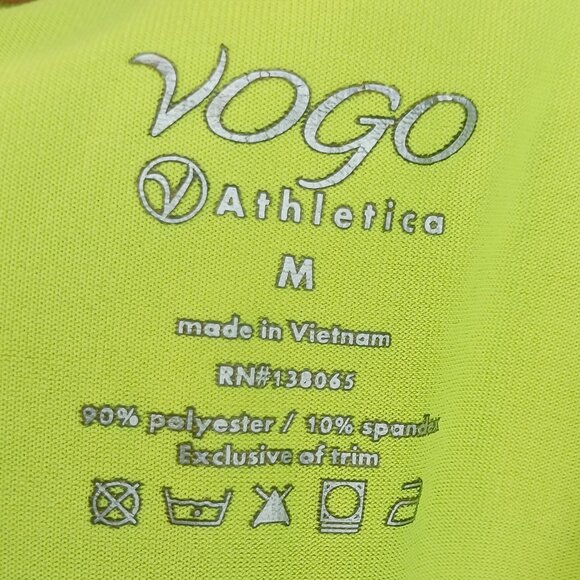 VOGO
Athletica
M
made in Vietnam
RN#138065
90% polyester / 10% spandex
Exclusive of trim